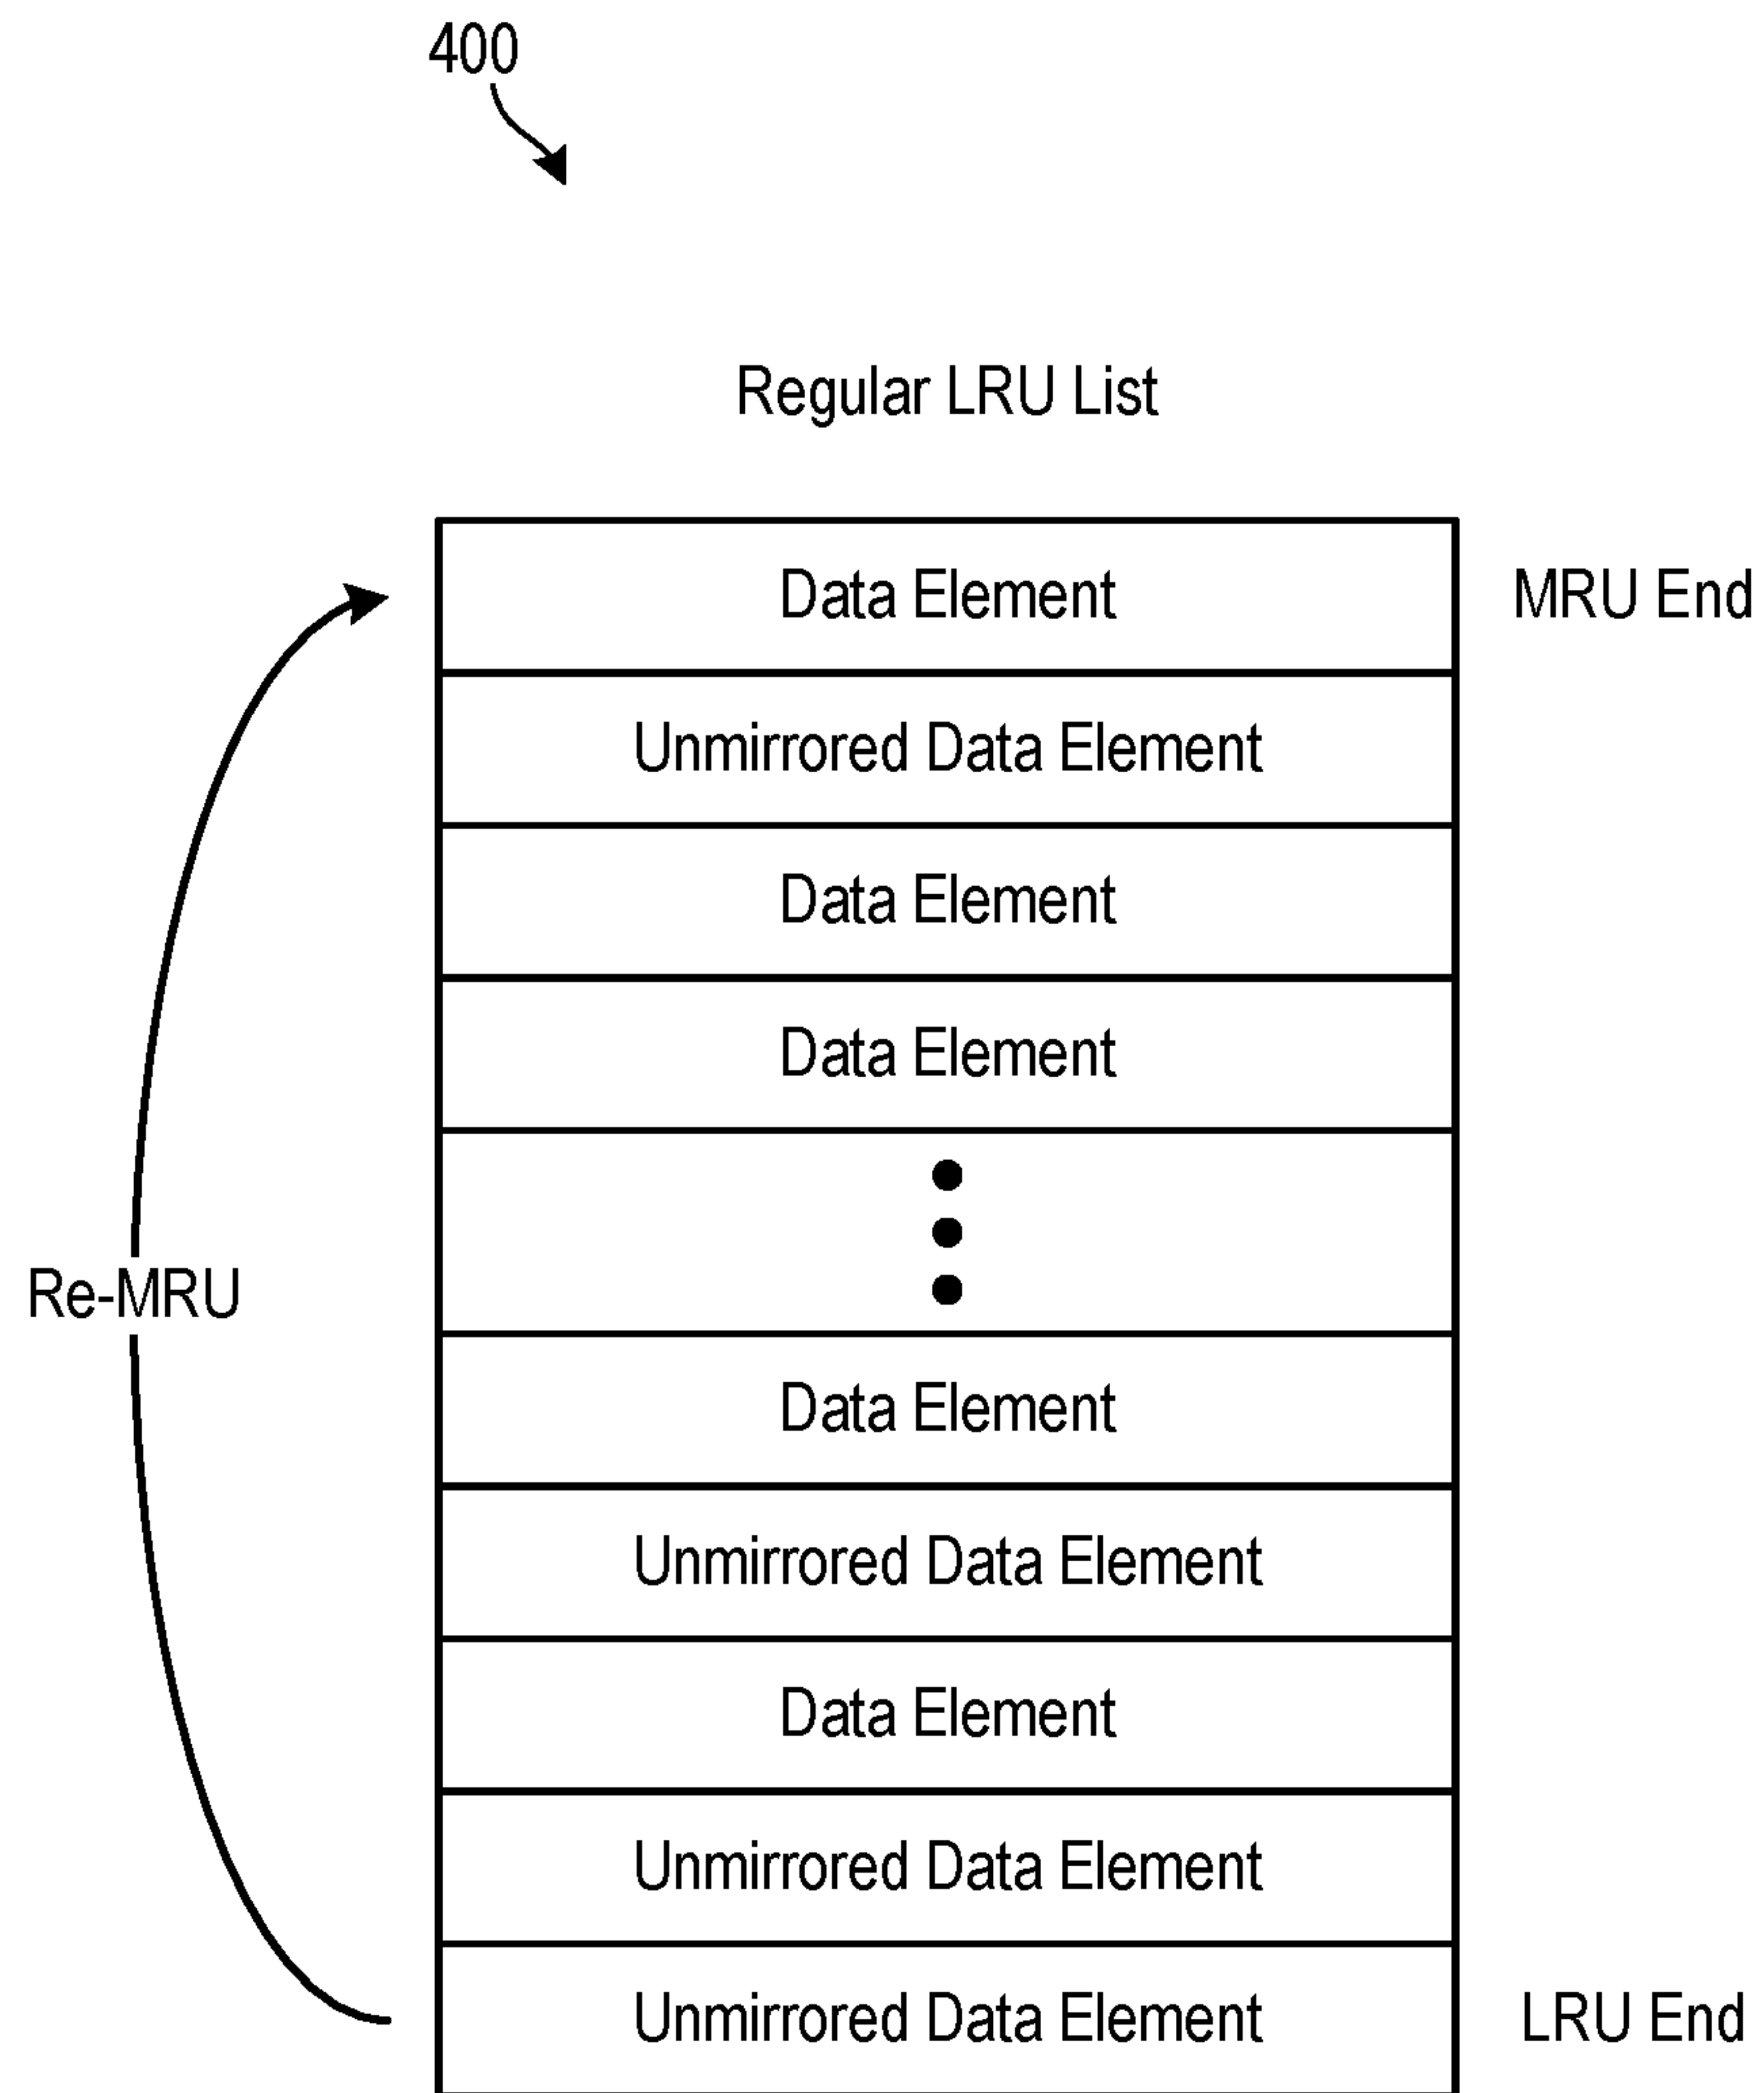 400
Regular LRU List
Data Element
MRU End
Unmirrored Data Element
Data Element
Data Element
Re-MRU
Data Element
Unmirrored Data Element
Data Element
Unmirrored Data Element
Unmirrored Data Element
LRU End